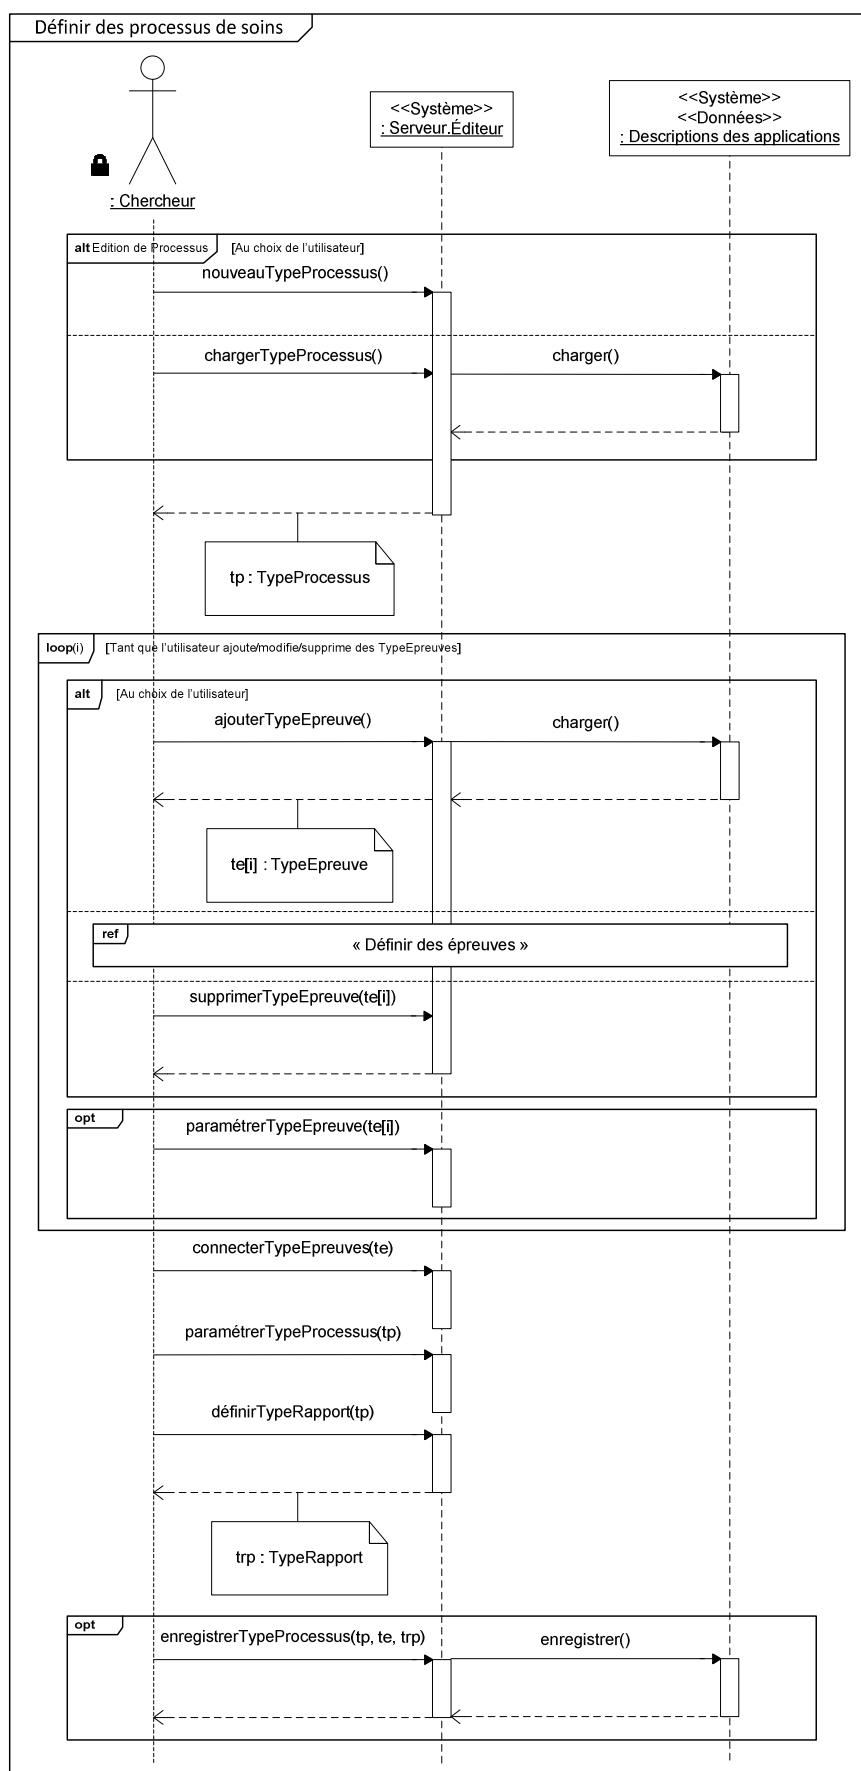 Définir des processus de soins
<<Système>>
: Serveur.Éditeur
<<Système>>
<<Données>>
: Descriptions des applications
: Chercheur
alt Edition de Processus [Au choix de l'utilisateur]
nouveauTypeProcessus()
chargerTypeProcessus() charger()
tp : TypeProcessus
loop(i) [Tant que l'utilisateur ajoute/modifie/supprime des TypeEpreuves]
alt [Au choix de l'utilisateur]
ajouterTypeEpreuve() charger()
te[i] : TypeEpreuve
ref
« Définir des épreuves »
supprimerTypeEpreuve(te[i])
opt
paramétrerTypeEpreuve(te[i])
connecterTypeEpreuves(te)
paramétrerTypeProcessus(tp)
définirTypeRapport(tp)
trp : TypeRapport
opt
enregistrerTypeProcessus(tp, te, trp) enregistrer()